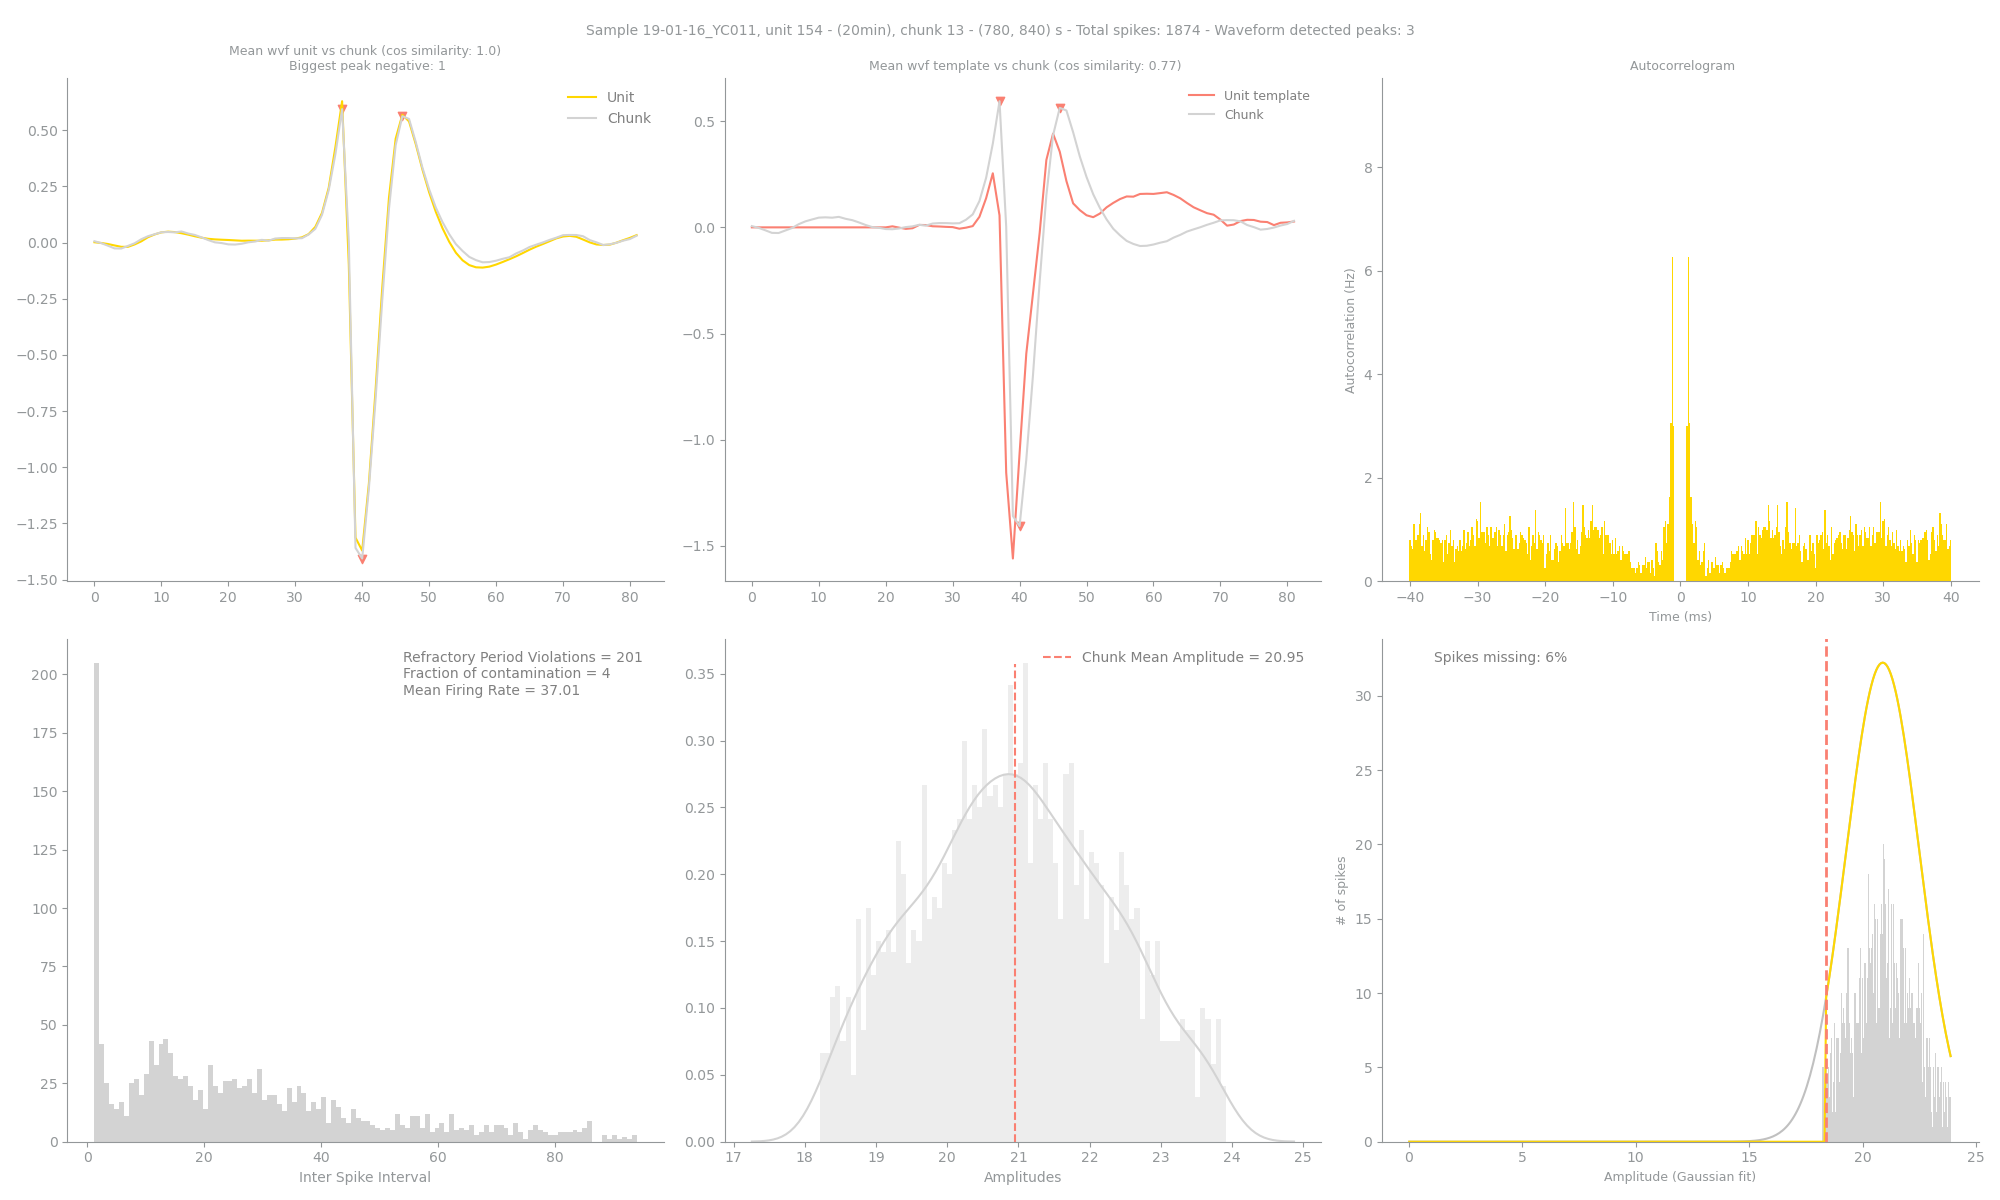 Sample 19-01-16_YC011, unit 154 - (20min), chunk 13 - (780, 840) s - Total spikes: 1874 - Waveform detected peaks: 3
Mean wvf unit vs chunk (cos similarity: 1.0)
Biggest peak negative: 1
Unit
Chunk
0.50
0.25
0.00
−0.25
−0.50
−0.75
−1.00
−1.25
−1.50
0 10 20 30 40 50 60 70 80
Mean wvf template vs chunk (cos similarity: 0.77)
Unit template
Chunk
0.5
0.0
−0.5
−1.0
−1.5
0 10 20 30 40 50 60 70 80
Autocorrelogram
Autocorrelation (Hz)
8
6
4
2
0
−40 −30 −20 −10 0 10 20 30 40
Time (ms)
Refractory Period Violations = 201
Fraction of contamination = 4
Mean Firing Rate = 37.01
200
175
150
125
100
75
50
25
0
0 20 40 60 80
Inter Spike Interval
Chunk Mean Amplitude = 20.95
0.35
0.30
0.25
0.20
0.15
0.10
0.05
0.00
17 18 19 20 21 22 23 24 25
Amplitudes
Spikes missing: 6%
# of spikes
30
25
20
15
10
5
0
0 5 10 15 20 25
Amplitude (Gaussian fit)